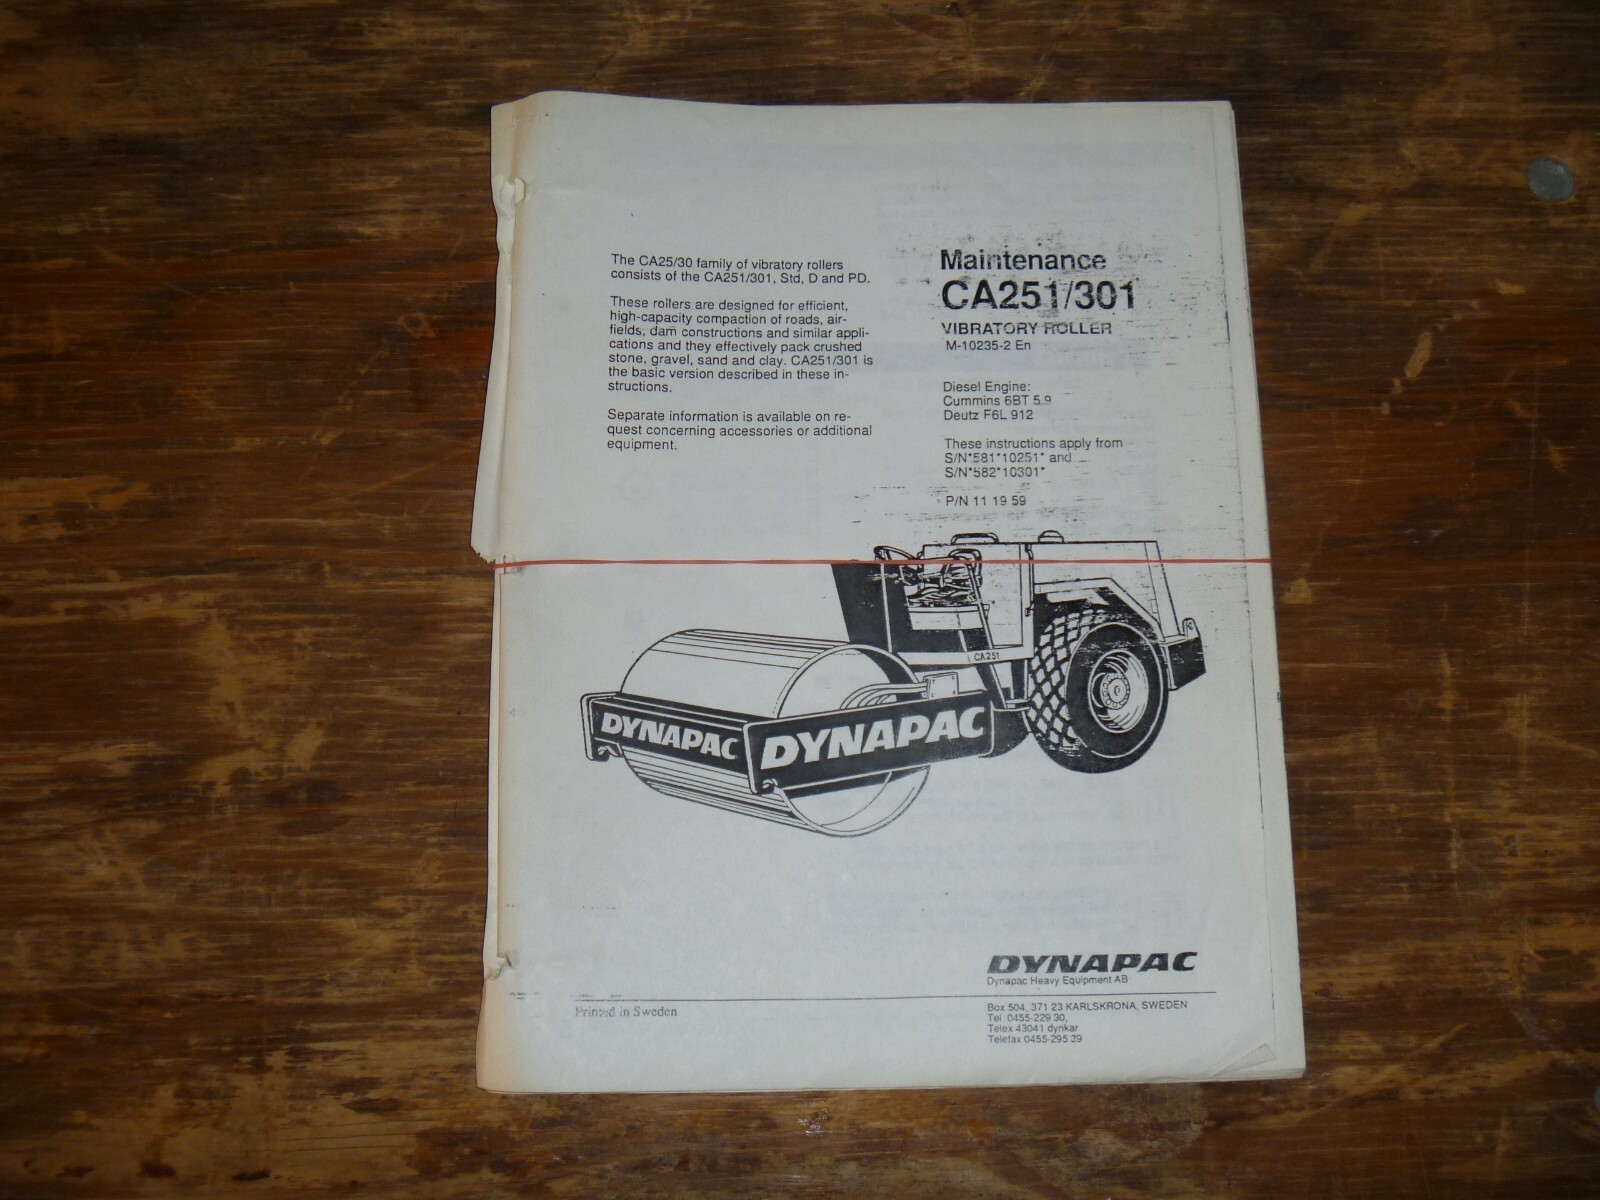 The CA25/30 family of vibratory rollers
consists of the CA251/301, Std, D and PD.
These rollers are designed for efficient,
high-capacity compaction of roads, air-
fields, dam constructions and similar appli-
cations and they effectively pack crushed
stone, gravel, sand and clay. CA251/301 is
the basic version described in these in-
structions.
Separate information is available on re-
quest concerning accessories or additional
equipment.
Maintenance
CA251/301
VIBRATORY ROLLER
M-10235-2 En
Diesel Engine:
Cummins 6BT 5.9
Deutz F6L 912
These instructions apply from
S/N*581*10251* and
S/N*582*10301*
P/N 11 19 59
CA251
DYNAPAC
DYNAPAC
DYNAPAC
Dynapac Heavy Equipment AB
Printed in Sweden
Box 504, 371 23 KARLSKRONA, SWEDEN
Tel. 0455-229 30,
Telex 43041 dynkar
Telefax 0455-295 39